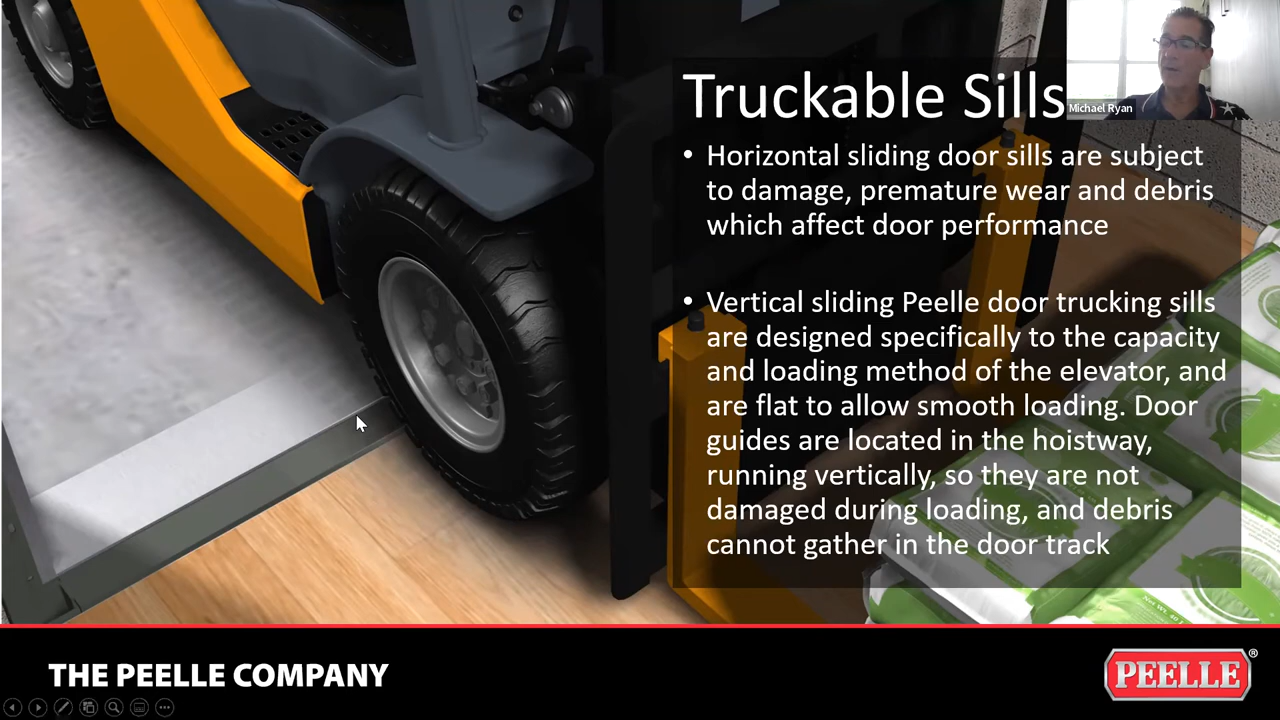 Truckable Sills
Michael Ryan
• Horizontal sliding door sills are subject
to damage, premature wear and debris
which affect door performance
• Vertical sliding Peelle door trucking sills
are designed specifically to the capacity
and loading method of the elevator, and
are flat to allow smooth loading. Door
guides are located in the hoistway,
running vertically, so they are not
damaged during loading, and debris
cannot gather in the door track
THE PEELLE COMPANY
PEELLE®